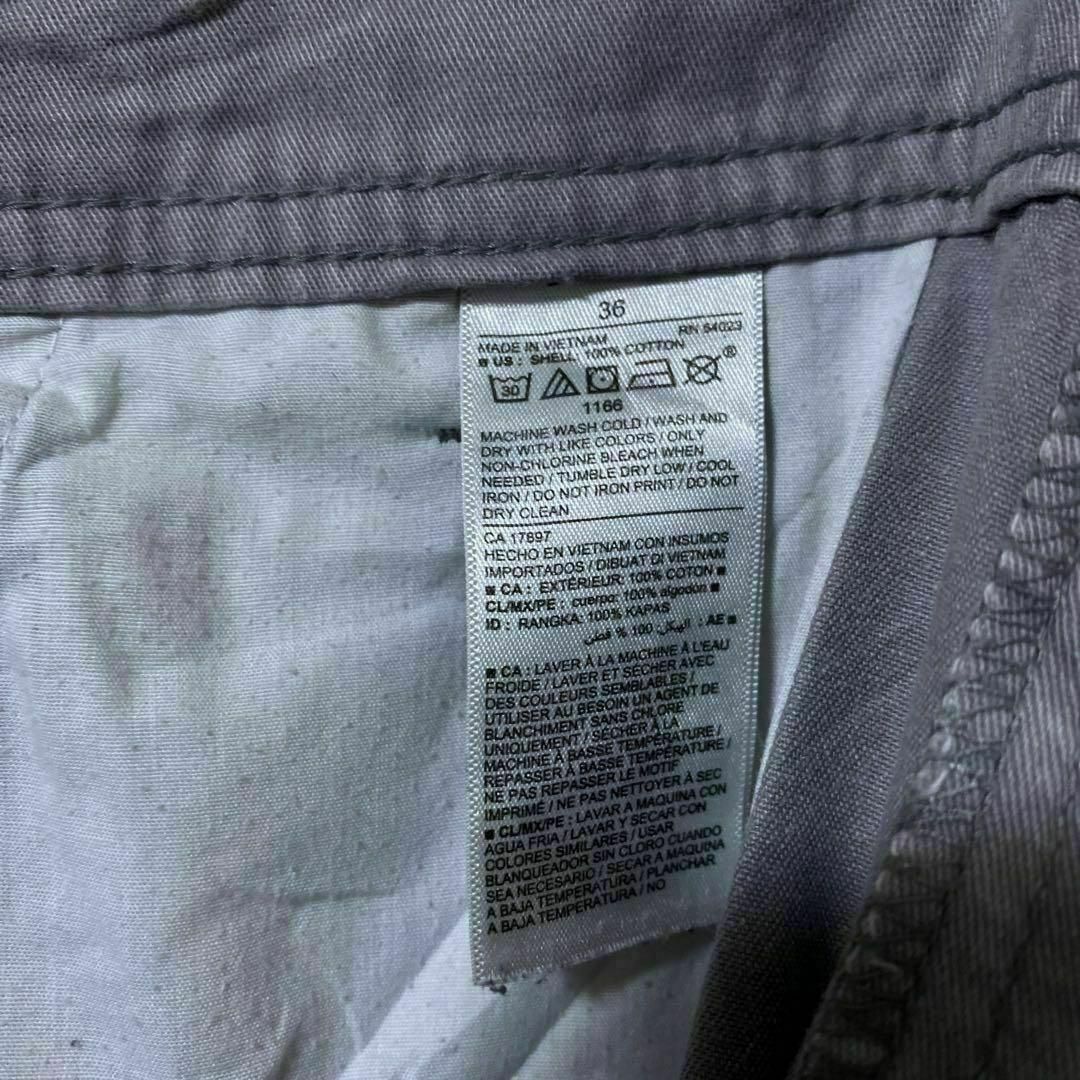 36
RN 54023
MADE IN VIETNAM
■ US : SHELL, 100% COTTON
30
®
1166
MACHINE WASH COLD / WASH AND
DRY WITH LIKE COLORS / ONLY
NON-CHLORINE BLEACH WHEN
NEEDED / TUMBLE DRY LOW / COOL
IRON / DO NOT IRON PRINT / DO NOT
DRY CLEAN
CA 17897
HECHO EN VIETNAM CON INSUMOS
IMPORTADOS / DIBUAT DI VIETNAM
■ CA : EXTÉRIEUR: 100% COTON ■
CL/MX/PE : cuerpo: 100% algodon ■
ID : RANGKA: 100% KAPAS
■ AE : الهيكل: 100 % قطن
■ CA : LAVER À LA MACHINE À L'EAU
FROIDE / LAVER ET SÉCHER AVEC
DES COULEURS SEMBLABLES /
UTILISER AU BESOIN UN AGENT DE
BLANCHIMENT SANS CHLORE
UNIQUEMENT / SÉCHER À LA
MACHINE À BASSE TEMPÉRATURE /
REPASSER À BASSE TEMPÉRATURE /
NE PAS REPASSER LE MOTIF
IMPRIMÉ / NE PAS NETTOYER À SEC
■ CL/MX/PE : LAVAR A MAQUINA CON
AGUA FRIA / LAVAR Y SECAR CON
COLORES SIMILARES / USAR
BLANQUEADOR SIN CLORO CUANDO
SEA NECESARIO / SECAR A MAQUINA
A BAJA TEMPERATURA / PLANCHAR
A BAJA TEMPERATURA / NO